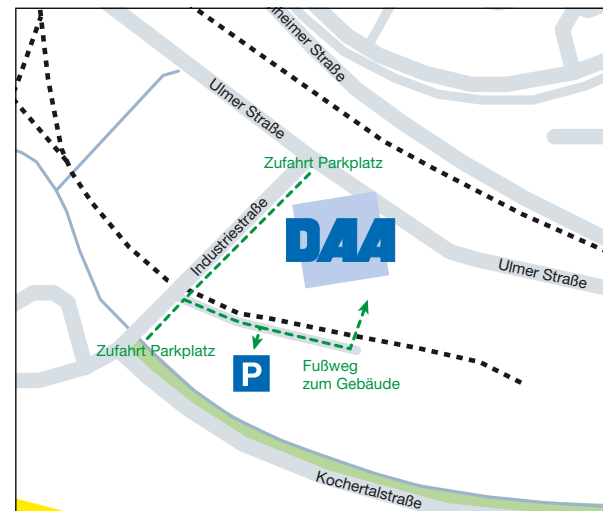 heimer Straße
Ulmer Straße
Zufahrt Parkplatz
Industriestraße
DAA
Ulmer Straße
Zufahrt Parkplatz
P
Fußweg
zum Gebäude
Kochertalstraße